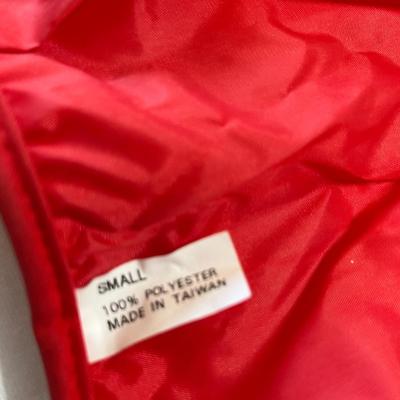 SMALL
100% POLYESTER
MADE IN TAIWAN